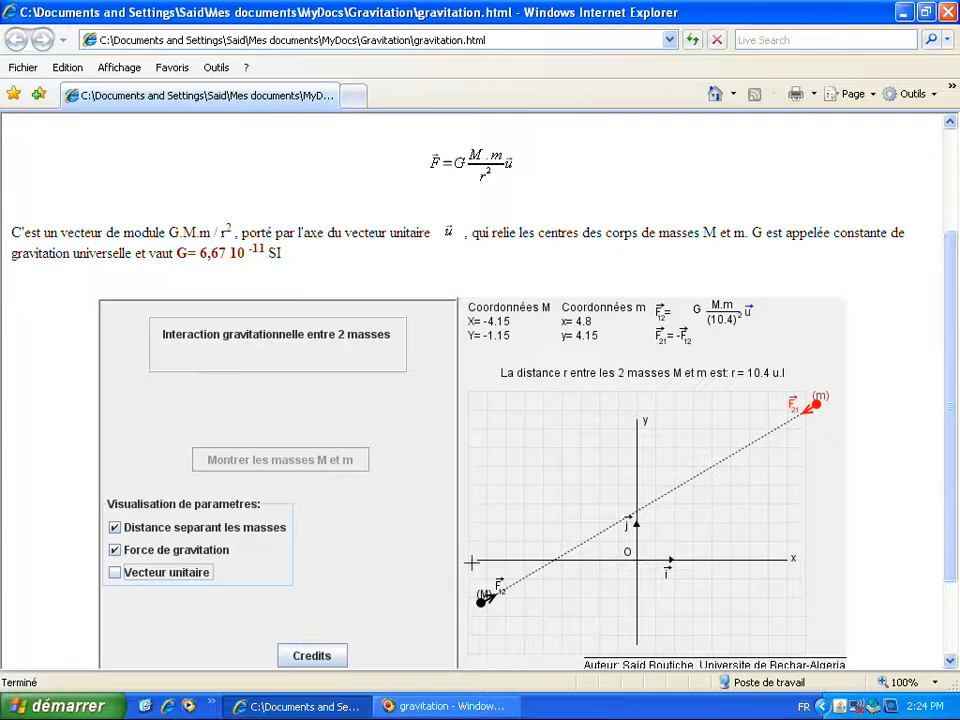 C:\Documents and Settings\Said\Mes documents\MyDocs\Gravitation\gravitation.html - Windows Internet Explorer
C:\Documents and Settings\Said\Mes documents\MyDocs\Gravitation\gravitation.html
Live Search
Fichier Edition Affichage Favoris Outils ?
C:\Documents and Settings\Said\Mes documents\MyD...
Page Outils »
F = G M . m / r² u
C'est un vecteur de module G.M.m / r² , porté par l'axe du vecteur unitaire u , qui relie les centres des corps de masses M et m. G est appelée constante de
gravitation universelle et vaut G= 6,67 10 -11 SI
Interaction gravitationnelle entre 2 masses
Montrer les masses M et m
Visualisation de parametres:
Distance separant les masses
Force de gravitation
Vecteur unitaire
Credits
Coordonnées M Coordonnées m F12= G M.m / (10.4)² u
X= -4.15 x= 4.8
Y= -1.15 y= 4.15 F21= -F12
La distance r entre les 2 masses M et m est: r = 10.4 u.l
(m)
F21
y
j
O
x
i
F12
(M)
Auteur: Said Boutiche, Universite de Bechar-Algeria
Terminé Poste de travail 100%
démarrer » C:\Documents and Se... gravitation - Window... FR 2:24 PM